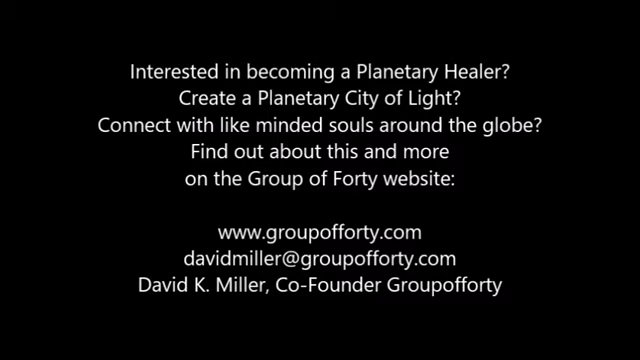 Interested in becoming a Planetary Healer?
Create a Planetary City of Light?
Connect with like minded souls around the globe?
Find out about this and more
on the Group of Forty website:
www.groupofforty.com
davidmiller@groupofforty.com
David K. Miller, Co-Founder Groupofforty